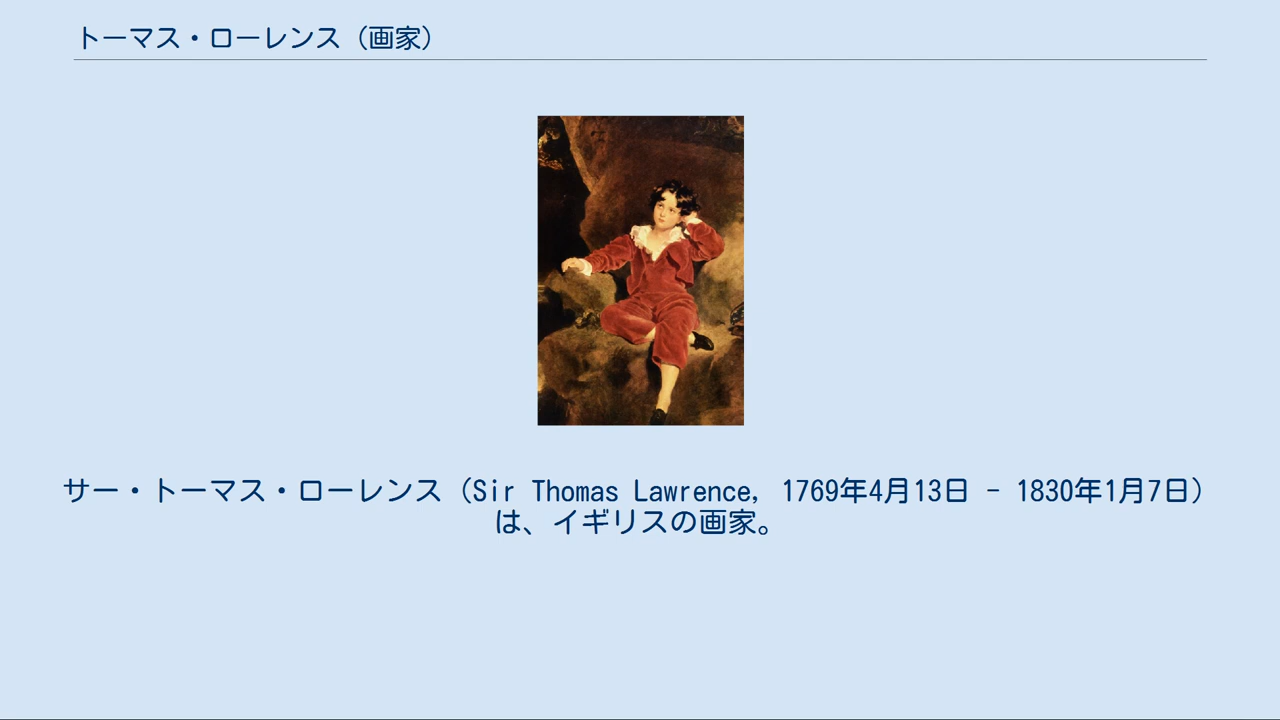 トーマス・ローレンス（画家）
サー・トーマス・ローレンス（Sir Thomas Lawrence, 1769年4月13日 - 1830年1月7日）
は、イギリスの画家。